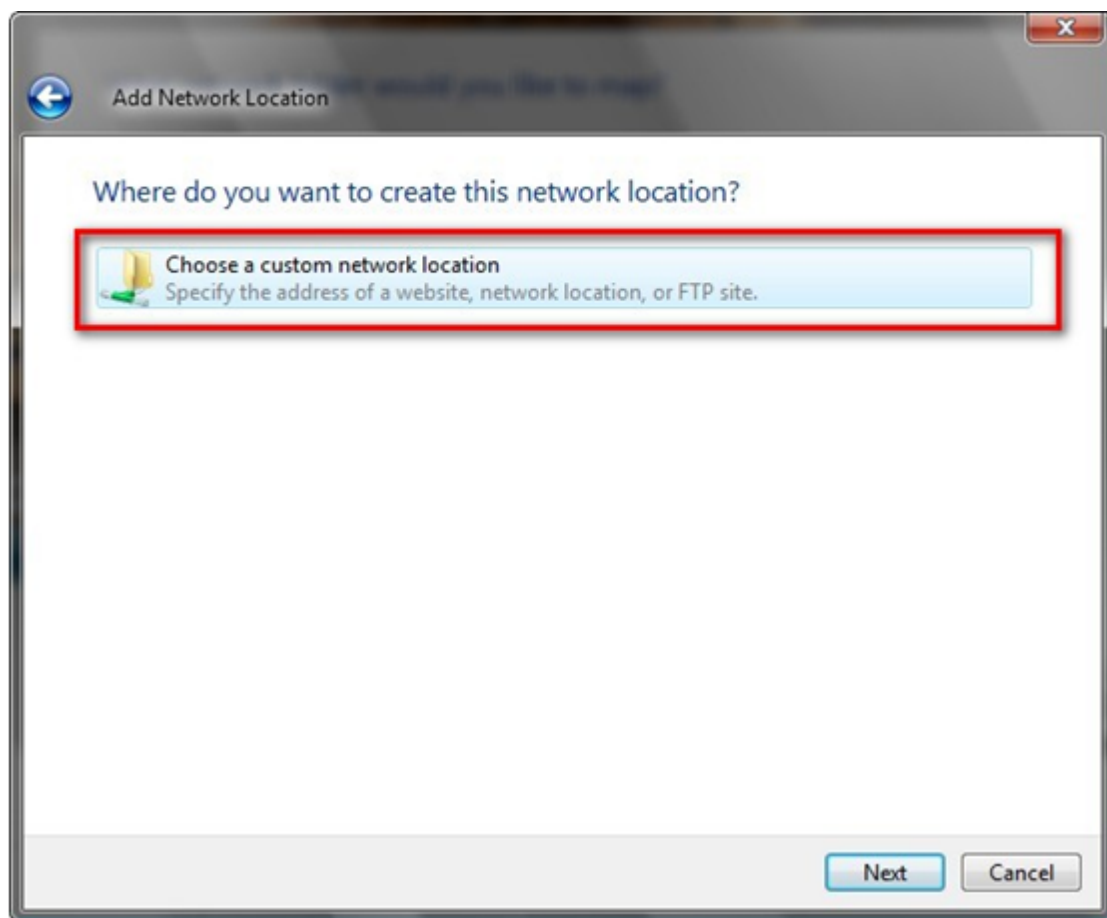 Add Network Location
Where do you want to create this network location?
Choose a custom network location
Specify the address of a website, network location, or FTP site.
Next
Cancel